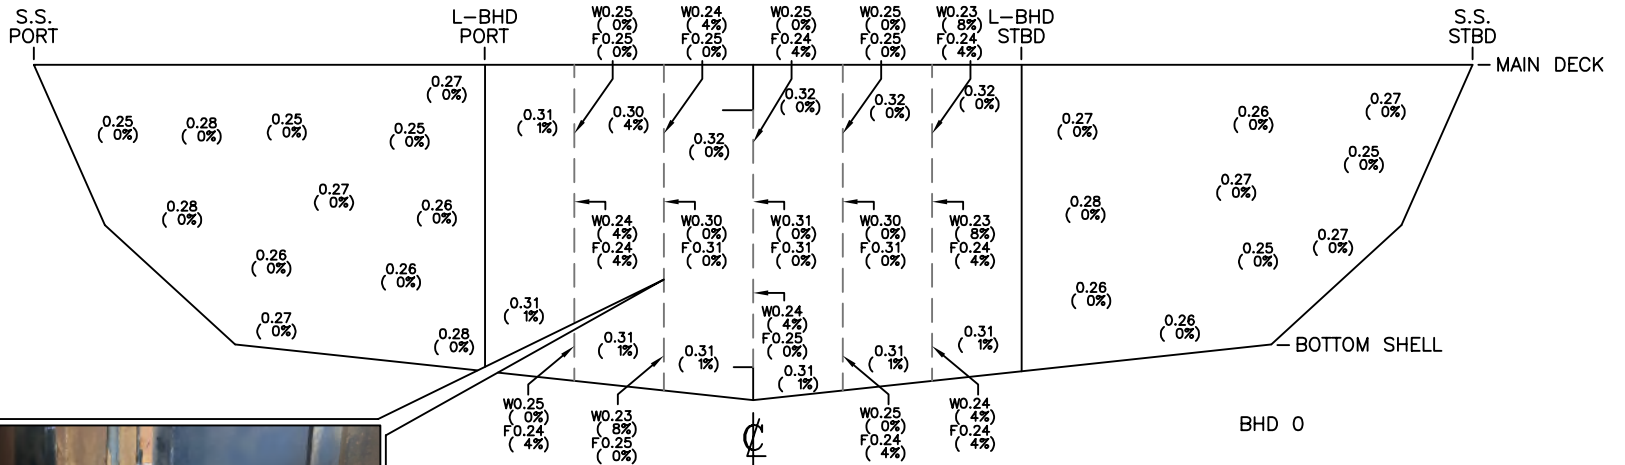 S.S.
PORT
L-BHD
PORT
W0.25
( 0%)
F0.25
( 0%)
W0.24
( 4%)
F0.25
( 0%)
W0.25
( 0%)
F0.24
( 4%)
W0.25
( 0%)
F0.25
( 0%)
W0.23
( 8%)
F0.24
( 4%)
L-BHD
STBD
S.S.
STBD
MAIN DECK
0.27
( 0%)
0.25
( 0%)
0.28
( 0%)
0.25
( 0%)
0.25
( 0%)
0.28
( 0%)
0.27
( 0%)
0.26
( 0%)
0.26
( 0%)
0.26
( 0%)
0.27
( 0%)
0.28
( 0%)
0.31
( 1%)
0.30
( 4%)
0.32
( 0%)
0.32
( 0%)
0.32
( 0%)
0.32
( 0%)
W0.24
( 4%)
F0.24
( 4%)
W0.30
( 0%)
F0.31
( 0%)
W0.31
( 0%)
F0.31
( 0%)
W0.30
( 0%)
F0.31
( 0%)
W0.23
( 8%)
F0.24
( 4%)
0.31
( 1%)
0.31
( 1%)
0.31
( 1%)
W0.24
( 4%)
F0.25
( 0%)
0.31
( 1%)
0.31
( 1%)
0.31
( 1%)
0.27
( 0%)
0.26
( 0%)
0.27
( 0%)
0.25
( 0%)
0.27
( 0%)
0.28
( 0%)
0.27
( 0%)
0.25
( 0%)
0.26
( 0%)
0.26
( 0%)
BOTTOM SHELL
W0.25
( 0%)
F0.24
( 4%)
W0.23
( 8%)
F0.25
( 0%)
℄
W0.25
( 0%)
F0.24
( 4%)
W0.24
( 4%)
F0.24
( 4%)
BHD 0